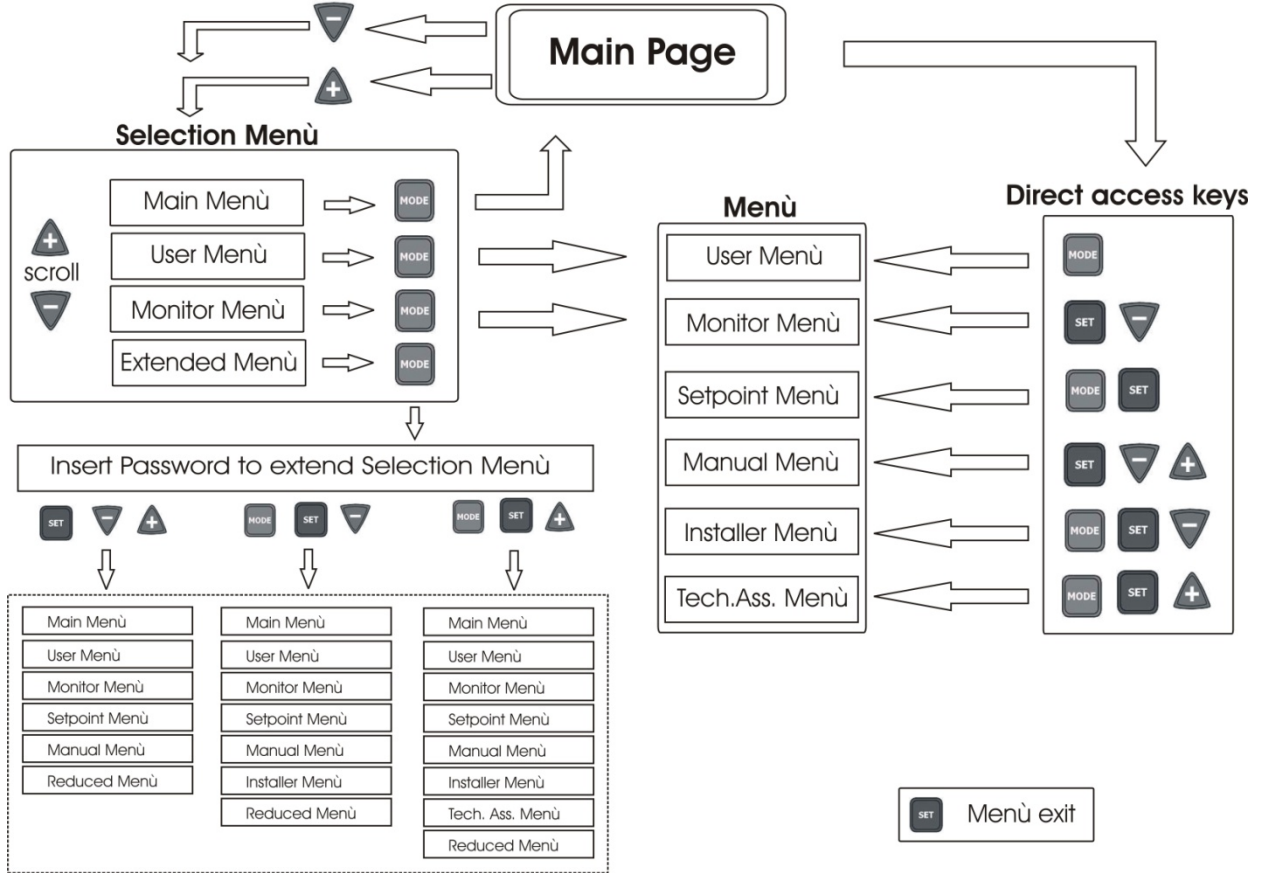 Main Page
Selection Menù
Main Menù
MODE
User Menù
MODE
scroll
Monitor Menù
MODE
Extended Menù
MODE
Insert Password to extend Selection Menù
SET
MODE SET
MODE SET
Main Menù
User Menù
Monitor Menù
Setpoint Menù
Manual Menù
Reduced Menù
Main Menù
User Menù
Monitor Menù
Setpoint Menù
Manual Menù
Installer Menù
Reduced Menù
Main Menù
User Menù
Monitor Menù
Setpoint Menù
Manual Menù
Installer Menù
Tech. Ass. Menù
Reduced Menù
Menù
User Menù
Monitor Menù
Setpoint Menù
Manual Menù
Installer Menù
Tech.Ass. Menù
Direct access keys
MODE
SET
MODE SET
SET
MODE SET
MODE SET
SET Menù exit